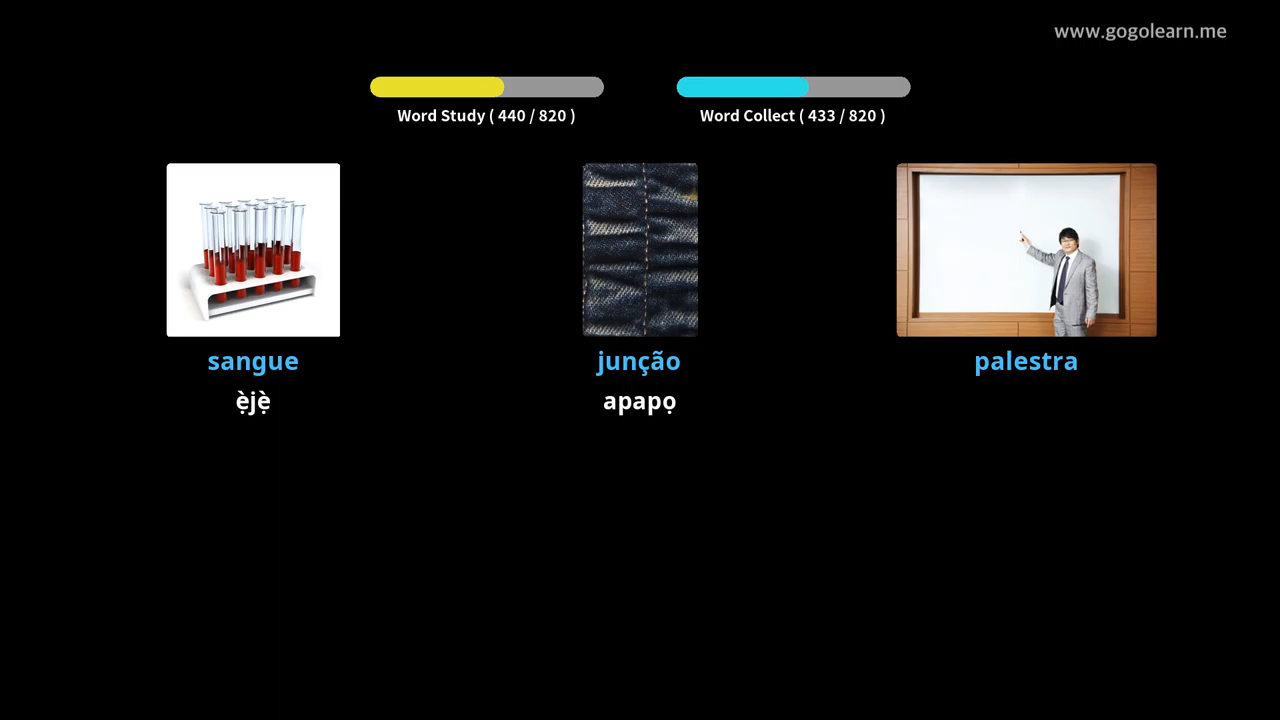 www.gogolearn.me
Word Study ( 440 / 820 )
Word Collect ( 433 / 820 )
sangue
ẹ̀jẹ̀
junção
apapọ
palestra